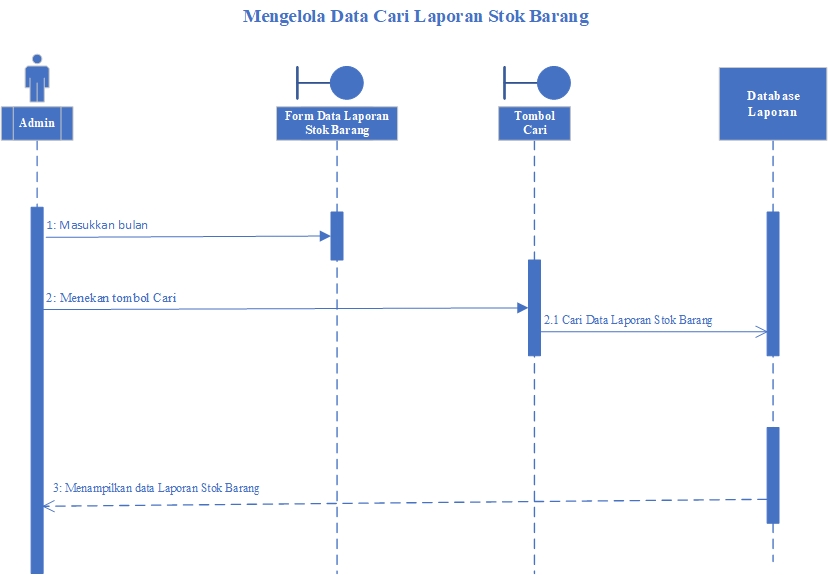 Mengelola Data Cari Laporan Stok Barang
Admin
Form Data Laporan
Stok Barang
Tombol
Cari
Database
Laporan
1: Masukkan bulan
2: Menekan tombol Cari
2.1 Cari Data Laporan Stok Barang
3: Menampilkan data Laporan Stok Barang